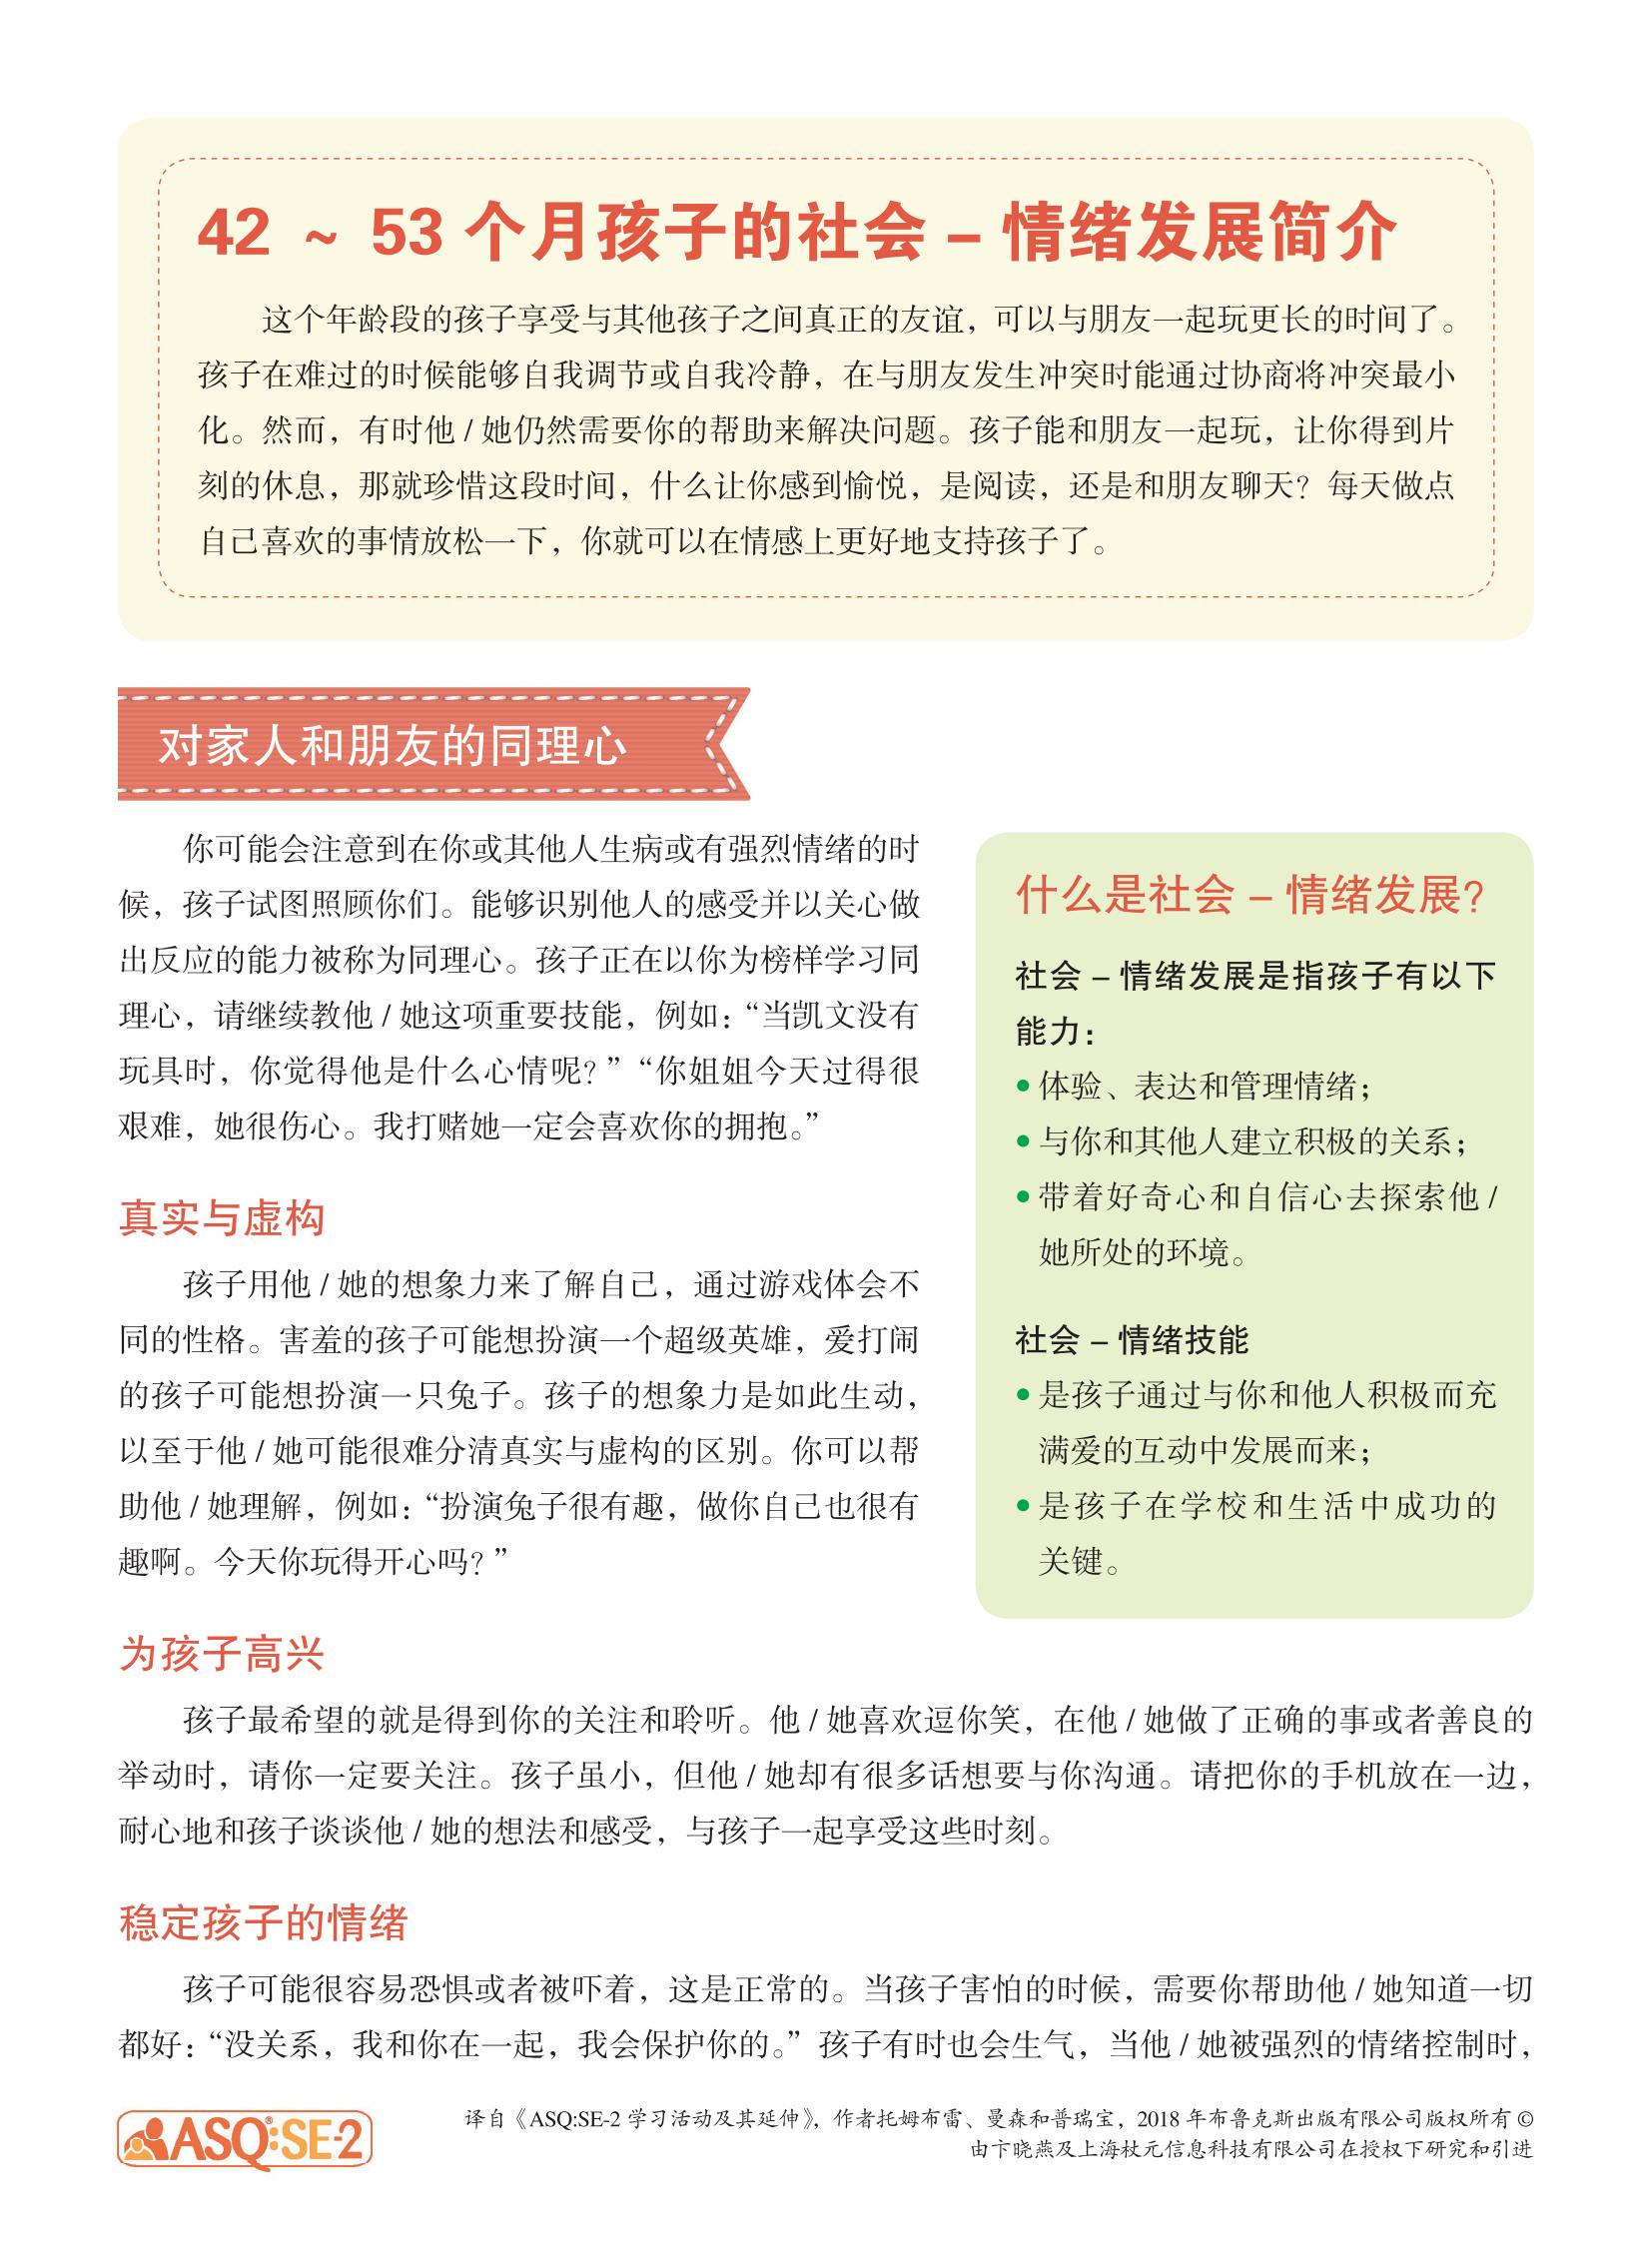 42 ~ 53 个月孩子的社会 – 情绪发展简介
这个年龄段的孩子享受与其他孩子之间真正的友谊，可以与朋友一起玩更长的时间了。
孩子在难过的时候能够自我调节或自我冷静，在与朋友发生冲突时能通过协商将冲突最小
化。然而，有时他 / 她仍然需要你的帮助来解决问题。孩子能和朋友一起玩，让你得到片
刻的休息，那就珍惜这段时间，什么让你感到愉悦，是阅读，还是和朋友聊天？每天做点
自己喜欢的事情放松一下，你就可以在情感上更好地支持孩子了。
对家人和朋友的同理心
你可能会注意到在你或其他人生病或有强烈情绪的时
候，孩子试图照顾你们。能够识别他人的感受并以关心做
出反应的能力被称为同理心。孩子正在以你为榜样学习同
理心，请继续教他 / 她这项重要技能，例如：“当凯文没有
玩具时，你觉得他是什么心情呢？”“你姐姐今天过得很
艰难，她很伤心。我打赌她一定会喜欢你的拥抱。”
真实与虚构
孩子用他 / 她的想象力来了解自己，通过游戏体会不
同的性格。害羞的孩子可能想扮演一个超级英雄，爱打闹
的孩子可能想扮演一只兔子。孩子的想象力是如此生动，
以至于他 / 她可能很难分清真实与虚构的区别。你可以帮
助他 / 她理解，例如：“扮演兔子很有趣，做你自己也很有
趣啊。今天你玩得开心吗？”
什么是社会 – 情绪发展？
社会 – 情绪发展是指孩子有以下
能力：
• 体验、表达和管理情绪；
• 与你和其他人建立积极的关系；
• 带着好奇心和自信心去探索他 /
她所处的环境。
社会 – 情绪技能
• 是孩子通过与你和他人积极而充
满爱的互动中发展而来；
• 是孩子在学校和生活中成功的
关键。
为孩子高兴
孩子最希望的就是得到你的关注和聆听。他 / 她喜欢逗你笑，在他 / 她做了正确的事或者善良的
举动时，请你一定要关注。孩子虽小，但他 / 她却有很多话想要与你沟通。请把你的手机放在一边，
耐心地和孩子谈谈他 / 她的想法和感受，与孩子一起享受这些时刻。
稳定孩子的情绪
孩子可能很容易恐惧或者被吓着，这是正常的。当孩子害怕的时候，需要你帮助他 / 她知道一切
都好：“没关系，我和你在一起，我会保护你的。”孩子有时也会生气，当他 / 她被强烈的情绪控制时，
ASQ:SE-2
®
译自《ASQ:SE-2 学习活动及其延伸》，作者托姆布雷、曼森和普瑞宝，2018 年布鲁克斯出版有限公司版权所有 ©
由卞晓燕及上海杖元信息科技有限公司在授权下研究和引进